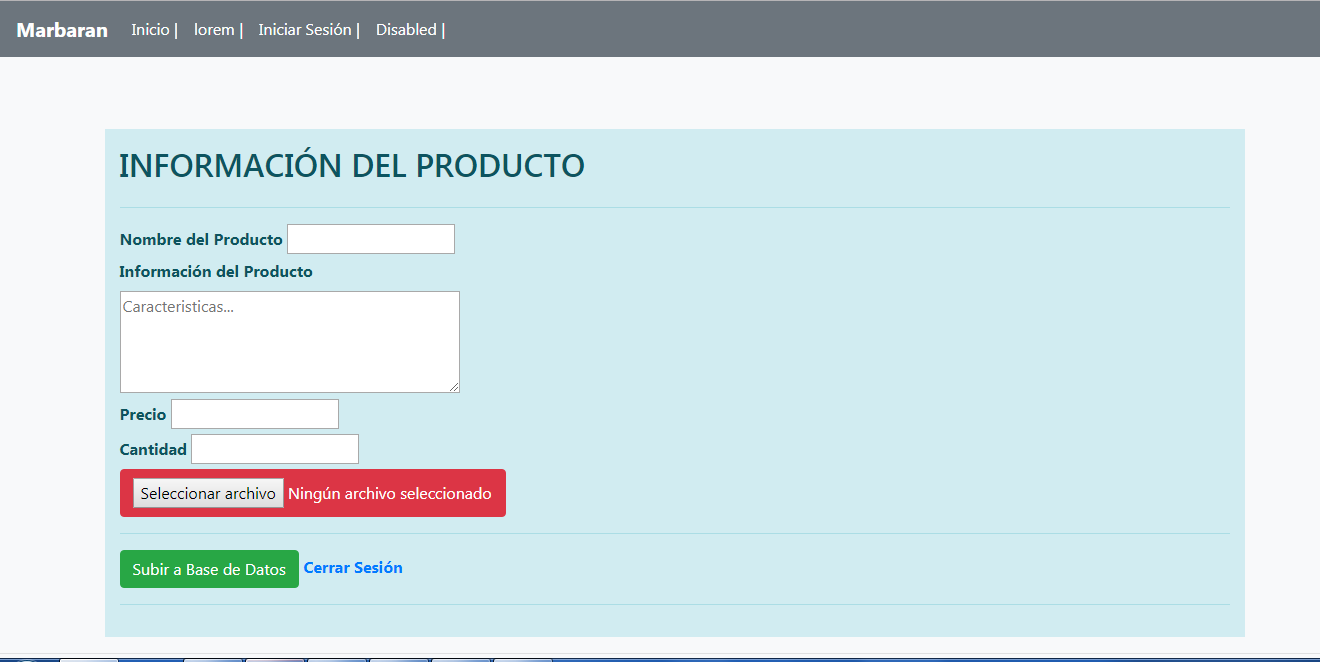 Marbaran Inicio | lorem | Iniciar Sesión | Disabled |
INFORMACIÓN DEL PRODUCTO
Nombre del Producto
Información del Producto
Caracteristicas...
Precio
Cantidad
Seleccionar archivo Ningún archivo seleccionado
Subir a Base de Datos Cerrar Sesión